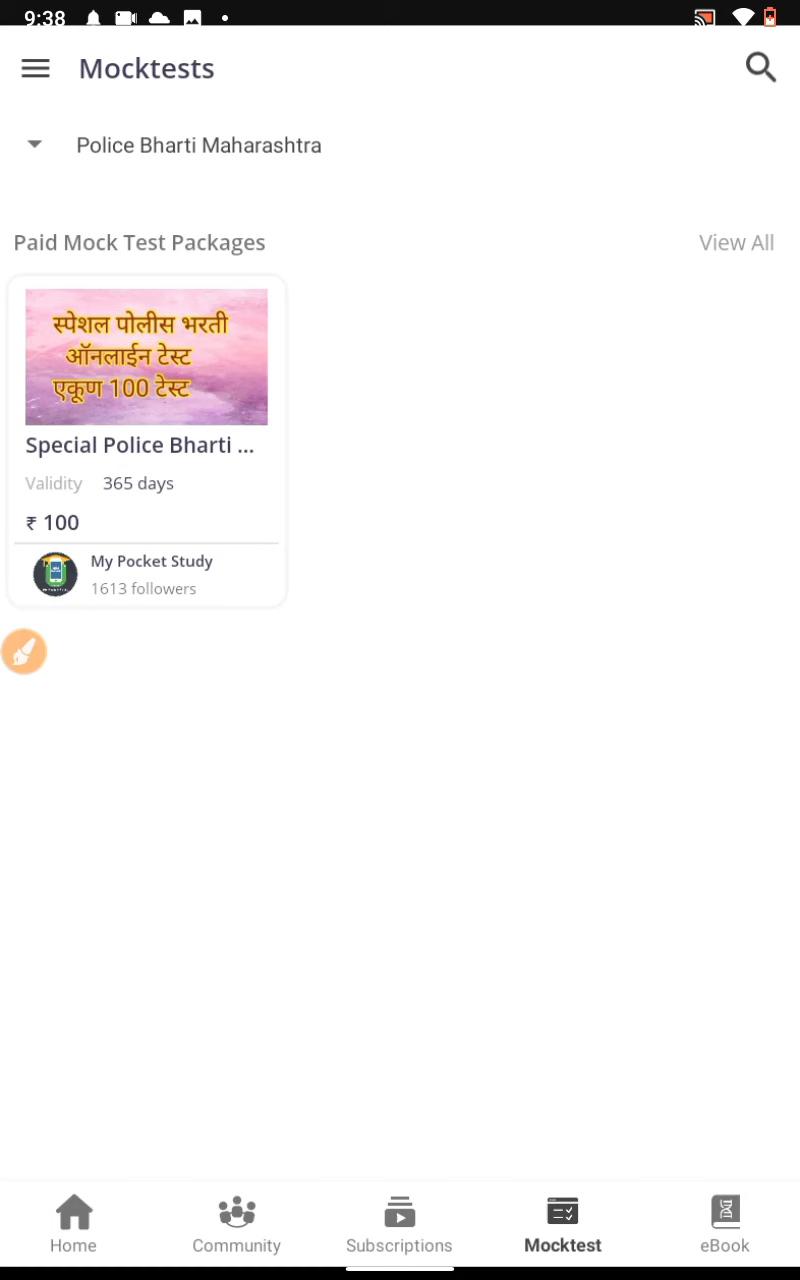 9:38
Mocktests
Police Bharti Maharashtra
Paid Mock Test Packages
View All
स्पेशल पोलीस भरती
ऑनलाईन टेस्ट
एकूण 100 टेस्ट
Special Police Bharti ...
Validity 365 days
₹ 100
My Pocket Study
1613 followers
Home
Community
Subscriptions
Mocktest
eBook